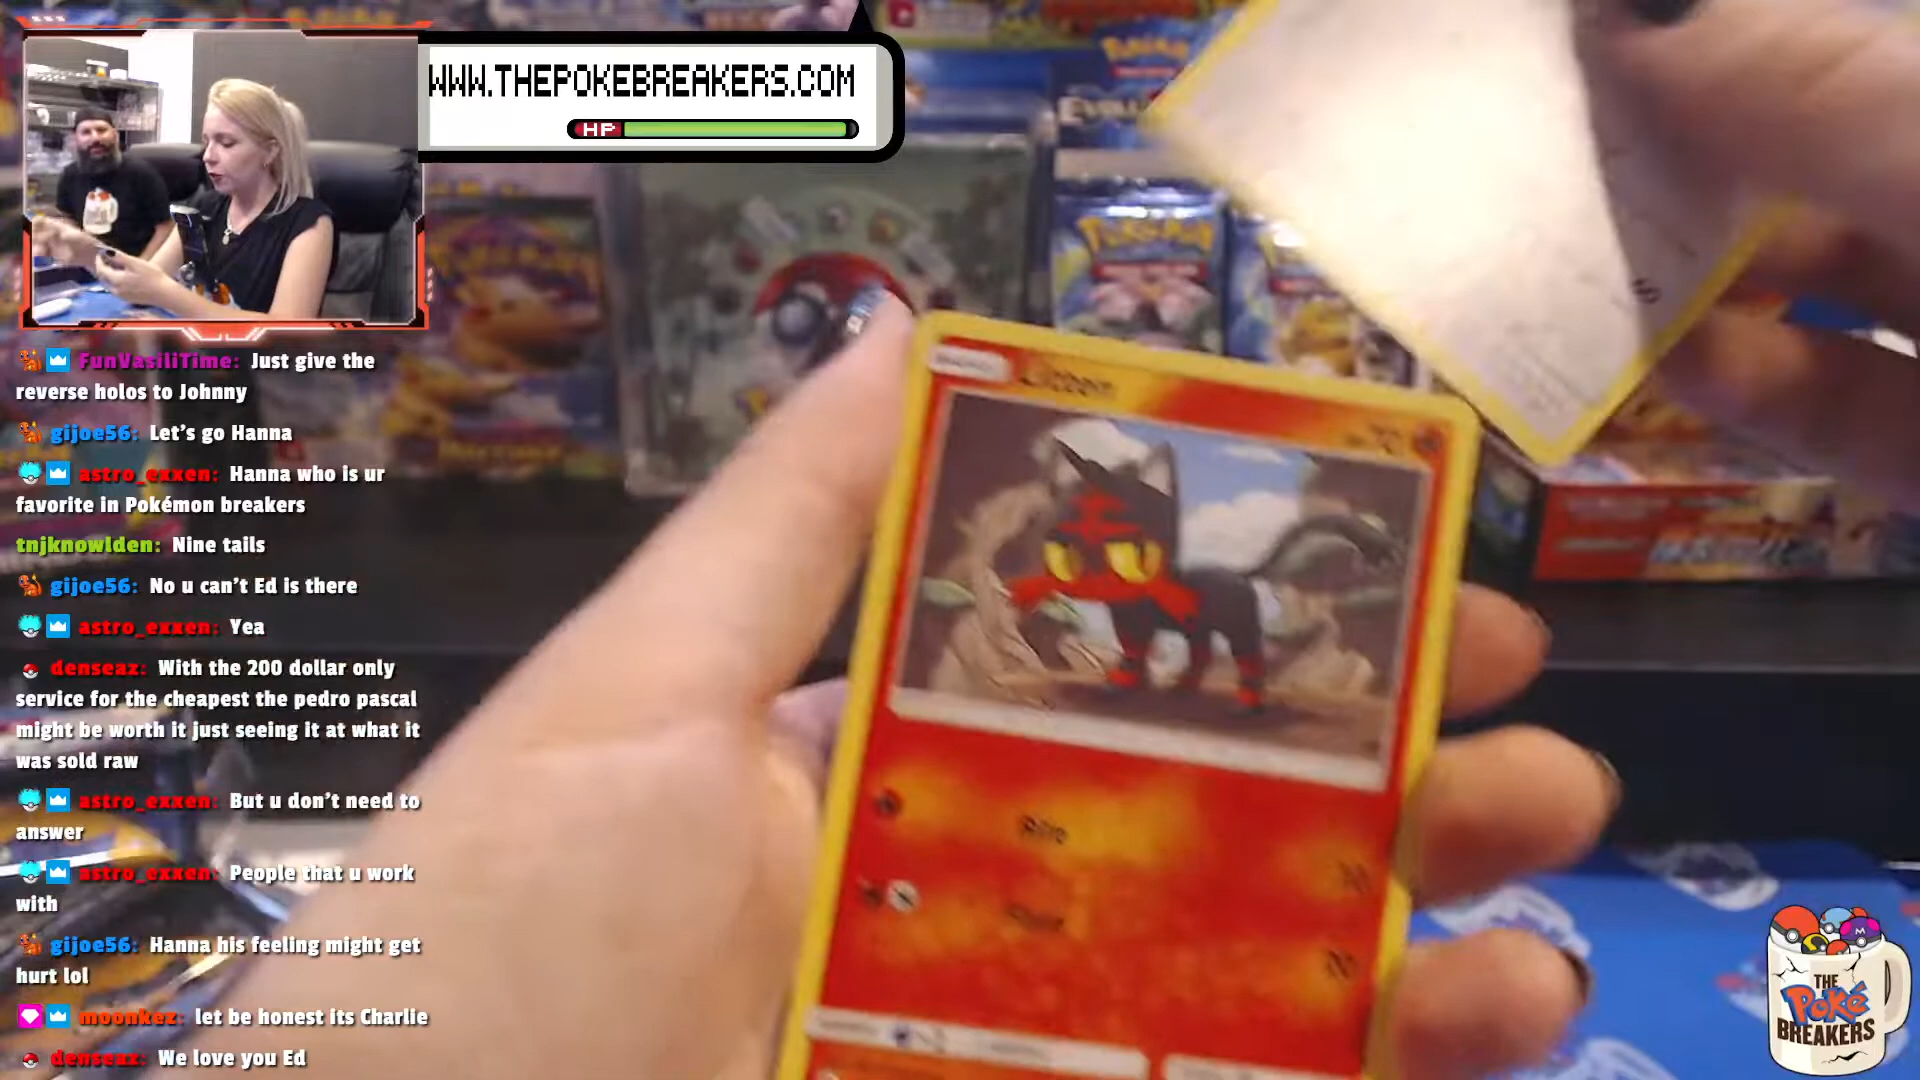 WWW.THEPOKEBREAKERS.COM
HP
FunVasiliTime: Just give the
reverse holos to Johnny
gijoe56: Let's go Hanna
astro_exxen: Hanna who is ur
favorite in Pokémon breakers
tnjknowlden: Nine tails
gijoe56: No u can't Ed is there
astro_exxen: Yea
denseaz: With the 200 dollar only
service for the cheapest the pedro pascal
might be worth it just seeing it at what it
was sold raw
astro_exxen: But u don't need to
answer
astro_exxen: People that u work
with
gijoe56: Hanna his feeling might get
hurt lol
moonkez: let be honest its Charlie
denseaz: We love you Ed
Pokémon
Pokémon
Pokémon
Litten
Bite
THE
Poké
BREAKERS